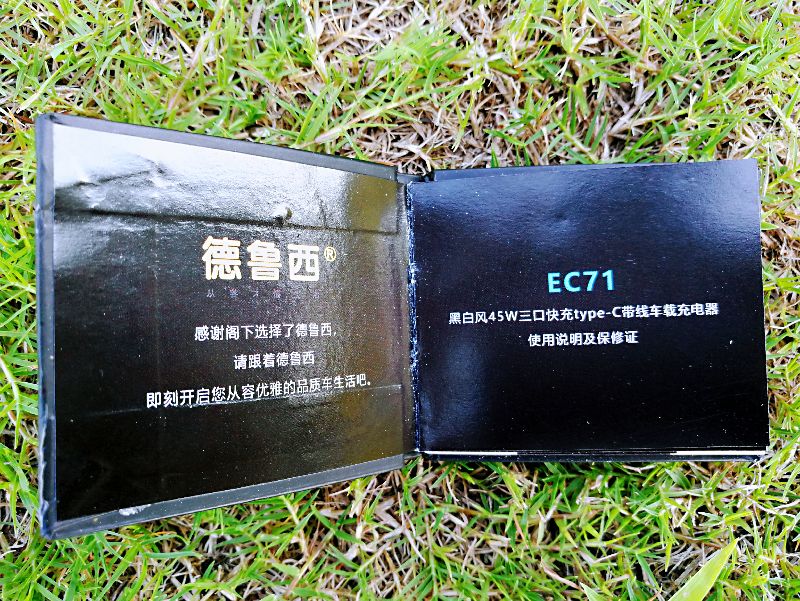 德鲁西®
感谢阁下选择了德鲁西,
请跟着德鲁西
即刻开启您从容优雅的品质车生活吧。
EC71
黑白风45W三口快充type-C带线车载充电器
使用说明及保修证